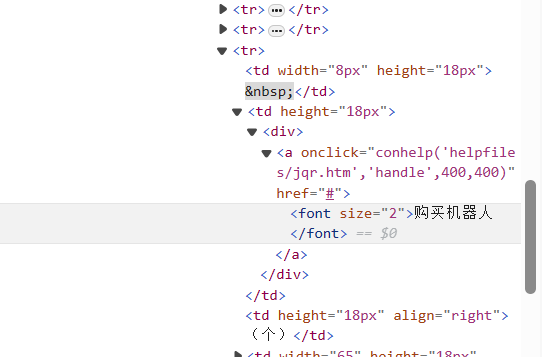 <tr> ••• </tr>
<tr> ••• </tr>
<tr>
<td width="8px" height="18px">
&nbsp;</td>
<td height="18px">
<div>
<a onclick="conhelp('helpfile
s/jqr.htm','handle',400,400)"
href="#">
<font size="2">购买机器人
</font> == $0
</a>
</div>
</td>
<td height="18px" align="right">
（个）</td>
<td width="65" height="18px"